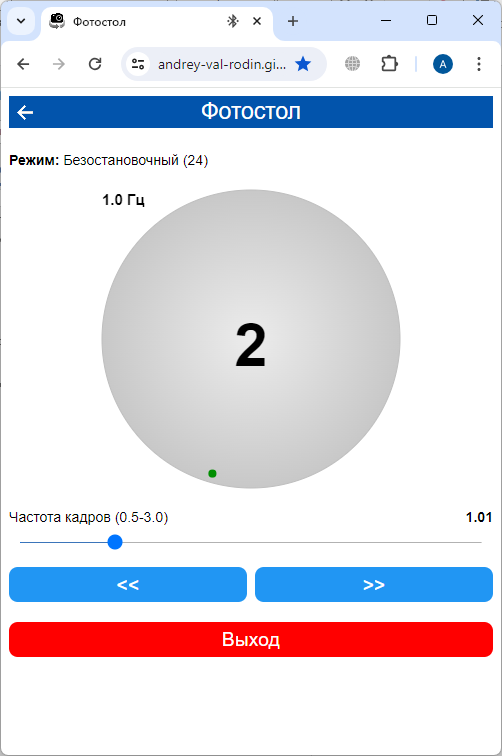 Фотостол
andrey-val-rodin.gi...
A
Фотостол
Режим: Безостановочный (24)
1.0 Гц
2
Частота кадров (0.5-3.0)
1.01
<<
>>
Выход